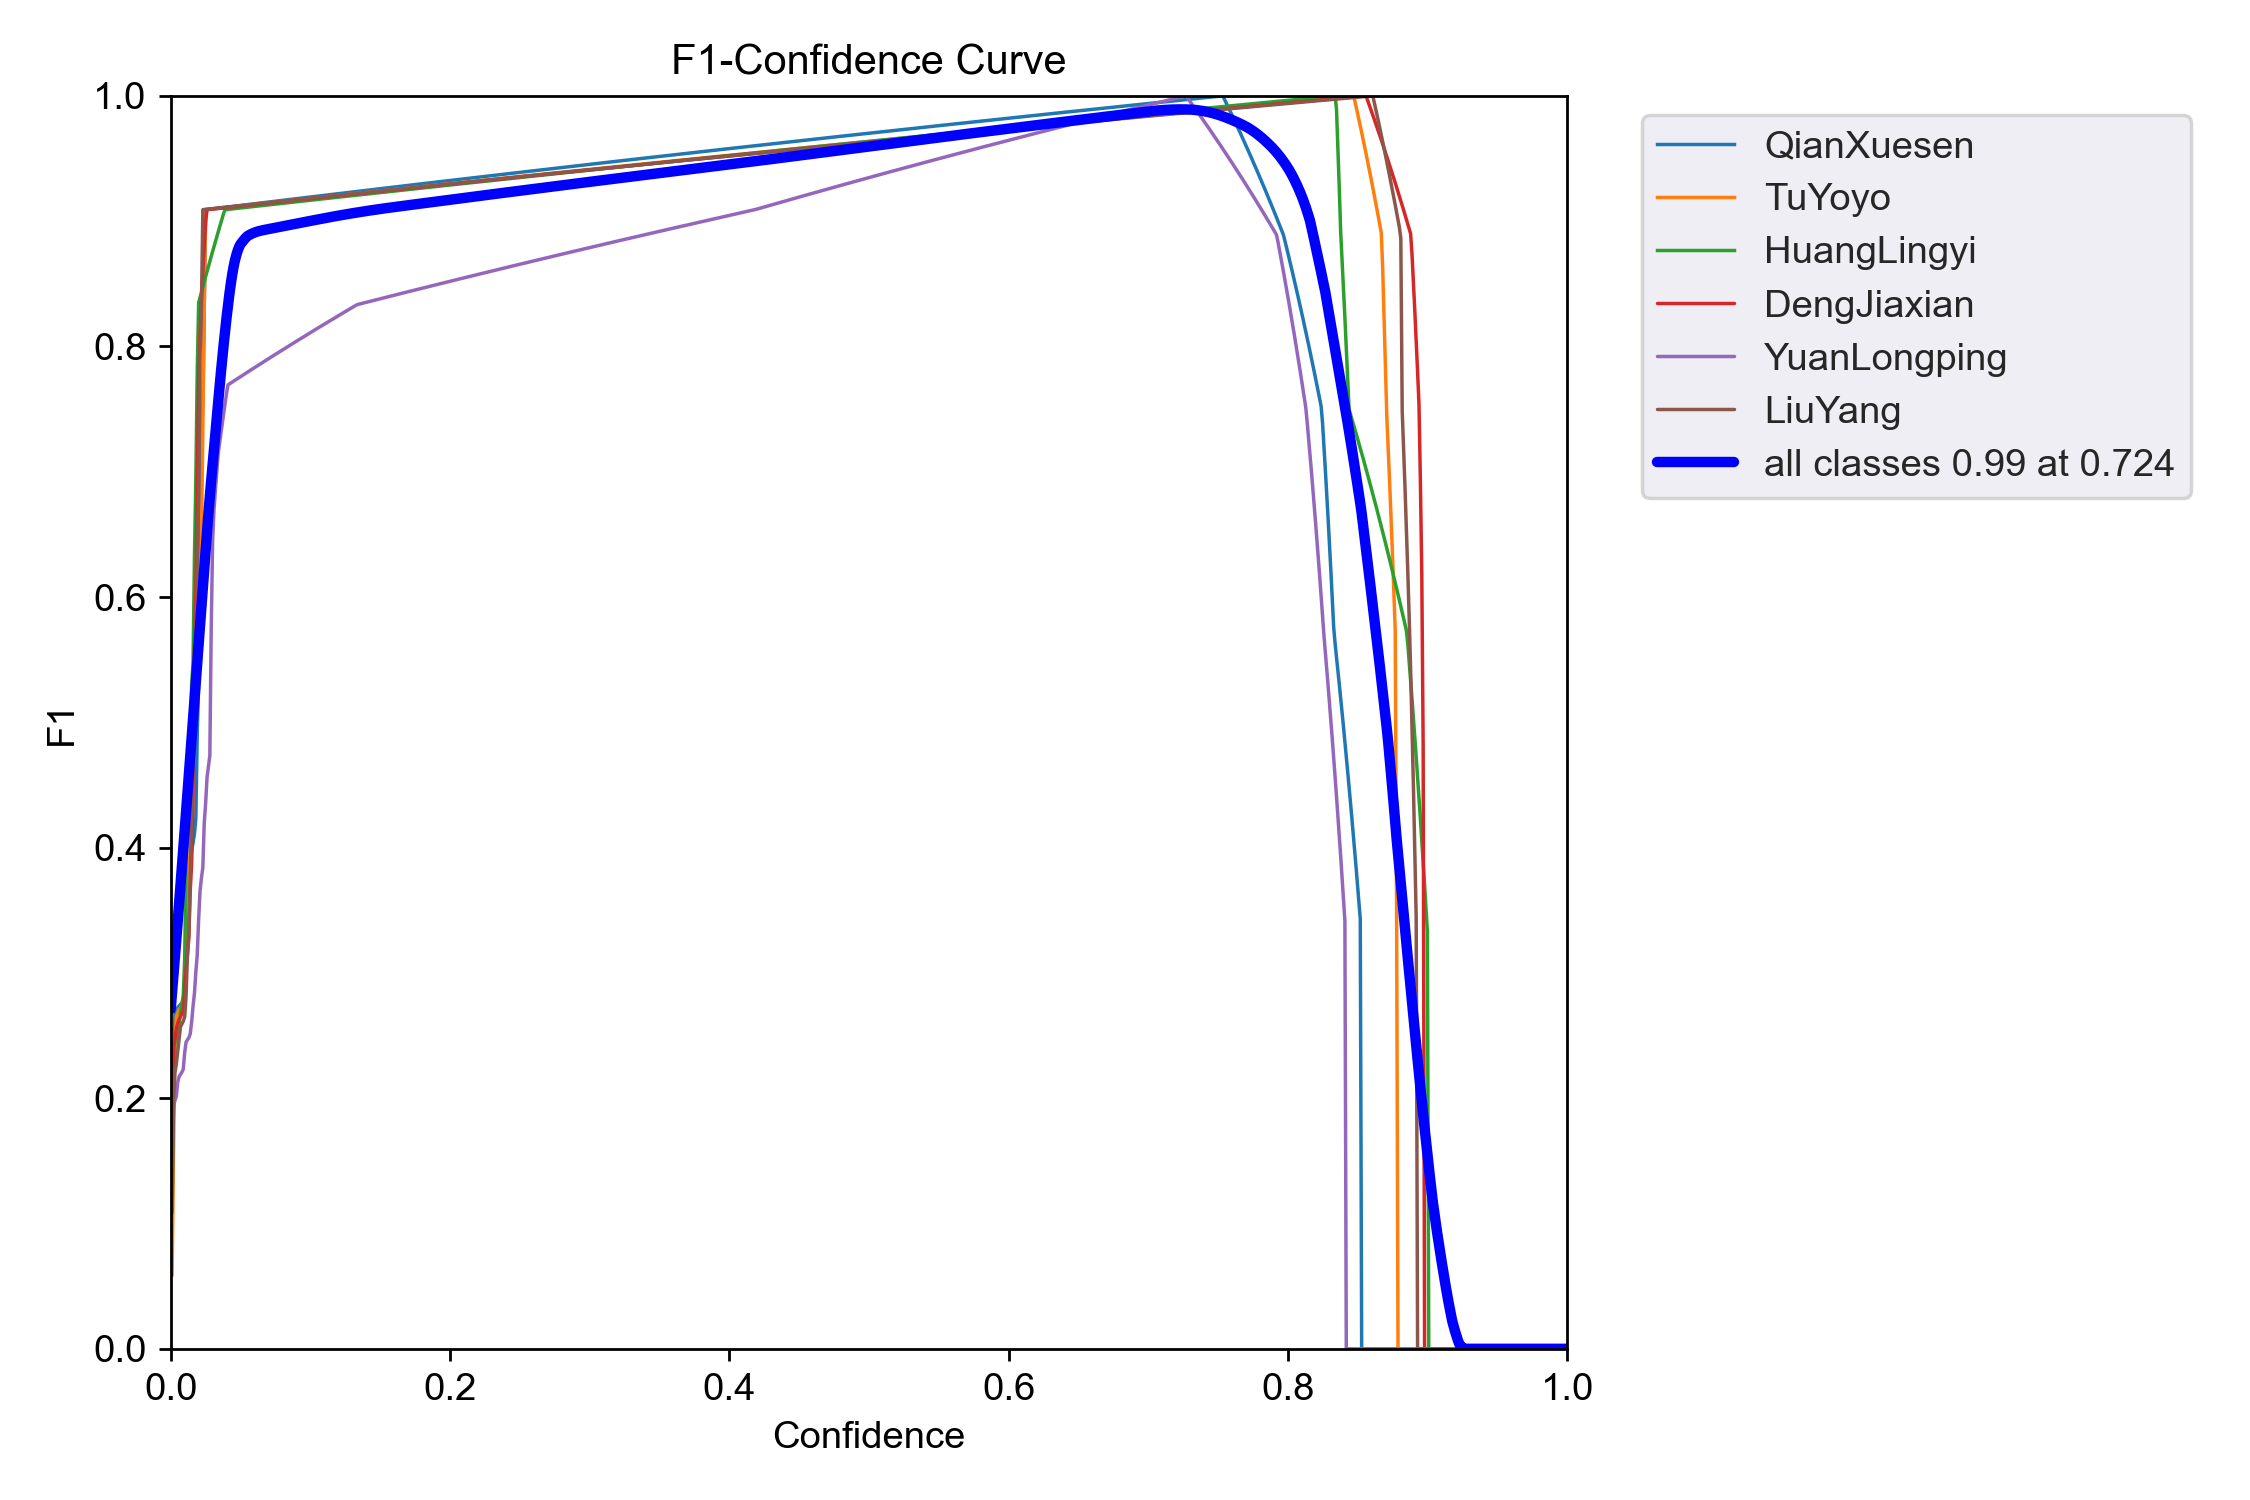 F1-Confidence Curve
1.0
0.8
0.6
0.4
0.2
0.0
F1
0.0 0.2 0.4 0.6 0.8 1.0
Confidence
QianXuesen
TuYoyo
HuangLingyi
DengJiaxian
YuanLongping
LiuYang
all classes 0.99 at 0.724